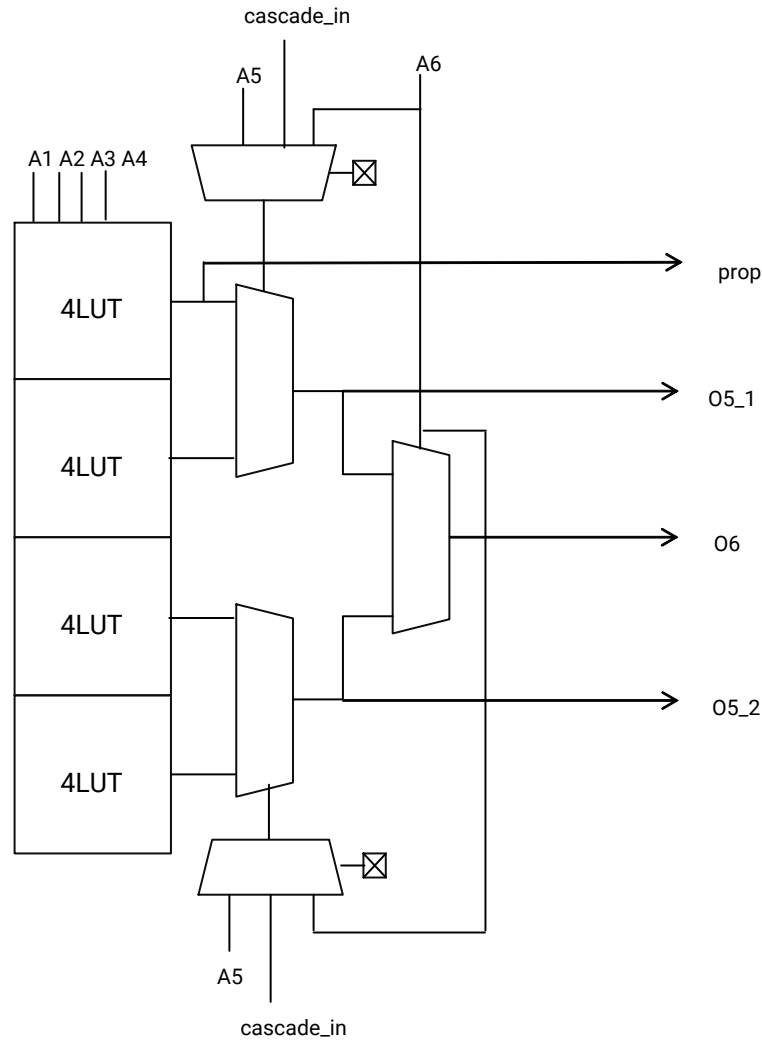 cascade_in
A5
A6
A1 A2 A3 A4
4LUT
prop
O5_1
4LUT
O6
4LUT
O5_2
4LUT
A5
cascade_in